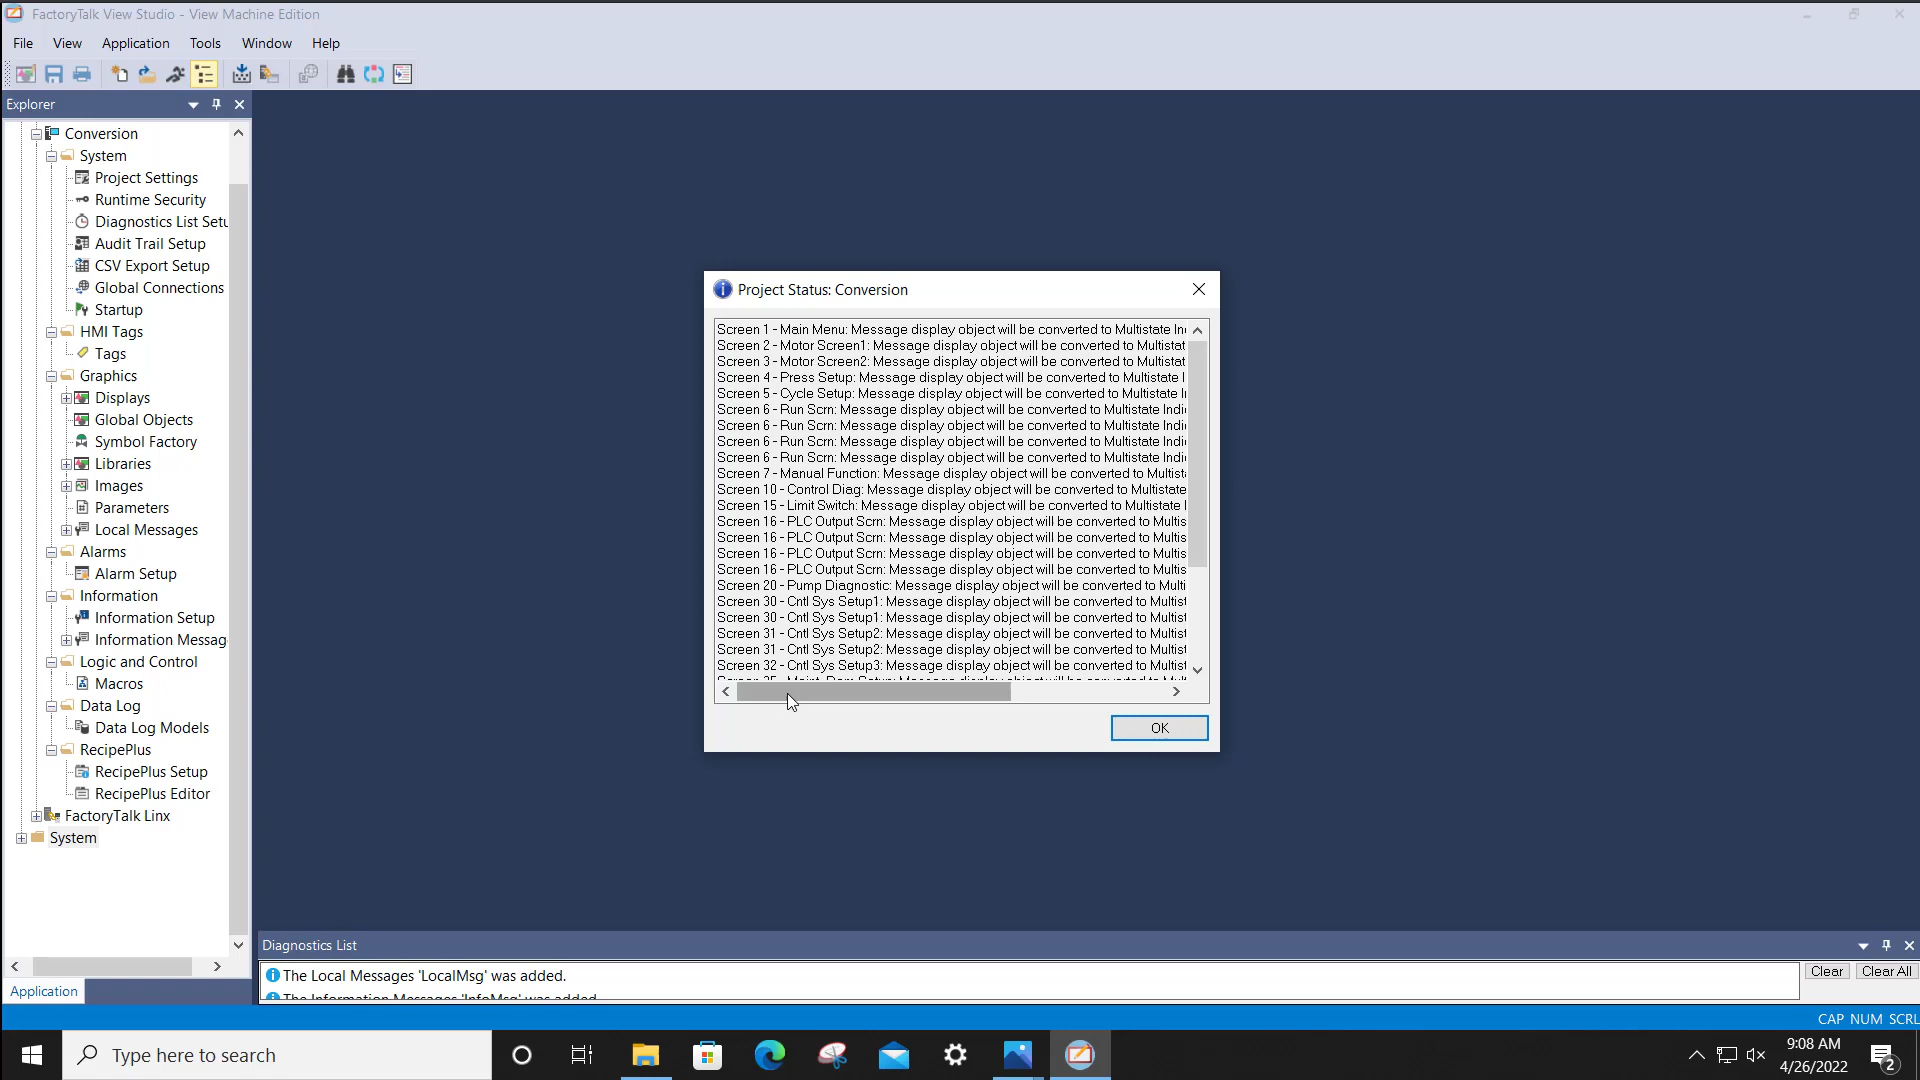 FactoryTalk View Studio - View Machine Edition
File View Application Tools Window Help
Explorer
Conversion
System
Project Settings
Runtime Security
Diagnostics List Setu
Audit Trail Setup
CSV Export Setup
Global Connections
Startup
HMI Tags
Tags
Graphics
Displays
Global Objects
Symbol Factory
Libraries
Images
Parameters
Local Messages
Alarms
Alarm Setup
Information
Information Setup
Information Messag
Logic and Control
Macros
Data Log
Data Log Models
RecipePlus
RecipePlus Setup
RecipePlus Editor
FactoryTalk Linx
System
Application
Project Status: Conversion
Screen 1 - Main Menu: Message display object will be converted to Multistate In
Screen 2 - Motor Screen1: Message display object will be converted to Multistat
Screen 3 - Motor Screen2: Message display object will be converted to Multistat
Screen 4 - Press Setup: Message display object will be converted to Multistate I
Screen 5 - Cycle Setup: Message display object will be converted to Multistate I
Screen 6 - Run Scrn: Message display object will be converted to Multistate Indi
Screen 6 - Run Scrn: Message display object will be converted to Multistate Indi
Screen 6 - Run Scrn: Message display object will be converted to Multistate Indi
Screen 6 - Run Scrn: Message display object will be converted to Multistate Indi
Screen 7 - Manual Function: Message display object will be converted to Multist
Screen 10 - Control Diag: Message display object will be converted to Multistate
Screen 15 - Limit Switch: Message display object will be converted to Multistate I
Screen 16 - PLC Output Scrn: Message display object will be converted to Multis
Screen 16 - PLC Output Scrn: Message display object will be converted to Multis
Screen 16 - PLC Output Scrn: Message display object will be converted to Multis
Screen 16 - PLC Output Scrn: Message display object will be converted to Multis
Screen 20 - Pump Diagnostic: Message display object will be converted to Multi
Screen 30 - Cntl Sys Setup1: Message display object will be converted to Multist
Screen 30 - Cntl Sys Setup1: Message display object will be converted to Multist
Screen 31 - Cntl Sys Setup2: Message display object will be converted to Multist
Screen 31 - Cntl Sys Setup2: Message display object will be converted to Multist
Screen 32 - Cntl Sys Setup3: Message display object will be converted to Multist
OK
Diagnostics List
The Local Messages 'LocalMsg' was added.
The Information Messages 'InfoMsg' was added
Clear Clear All
CAP NUM SCRL
Type here to search
9:08 AM
4/26/2022
2